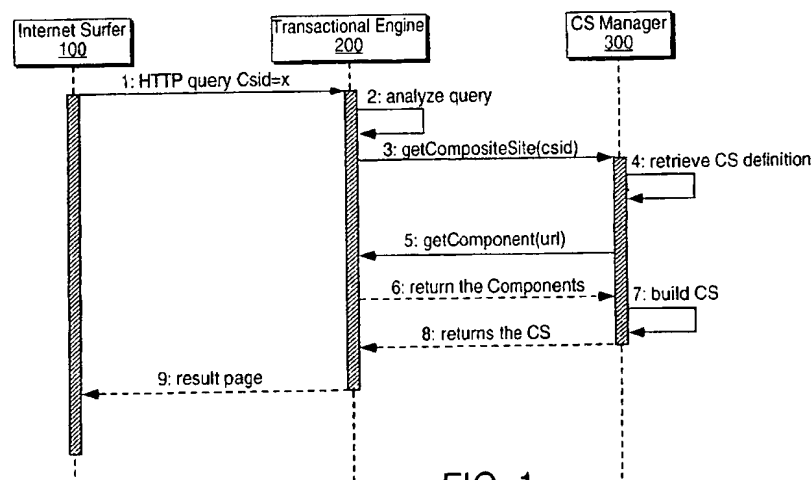 Internet Surfer
100
Transactional Engine
200
CS Manager
300
1: HTTP query Csid=x
2: analyze query
3: getCompositeSite(csid)
4: retrieve CS definition
5: getComponent(url)
6: return the Components
7: build CS
8: returns the CS
9: result page
FIG. 1